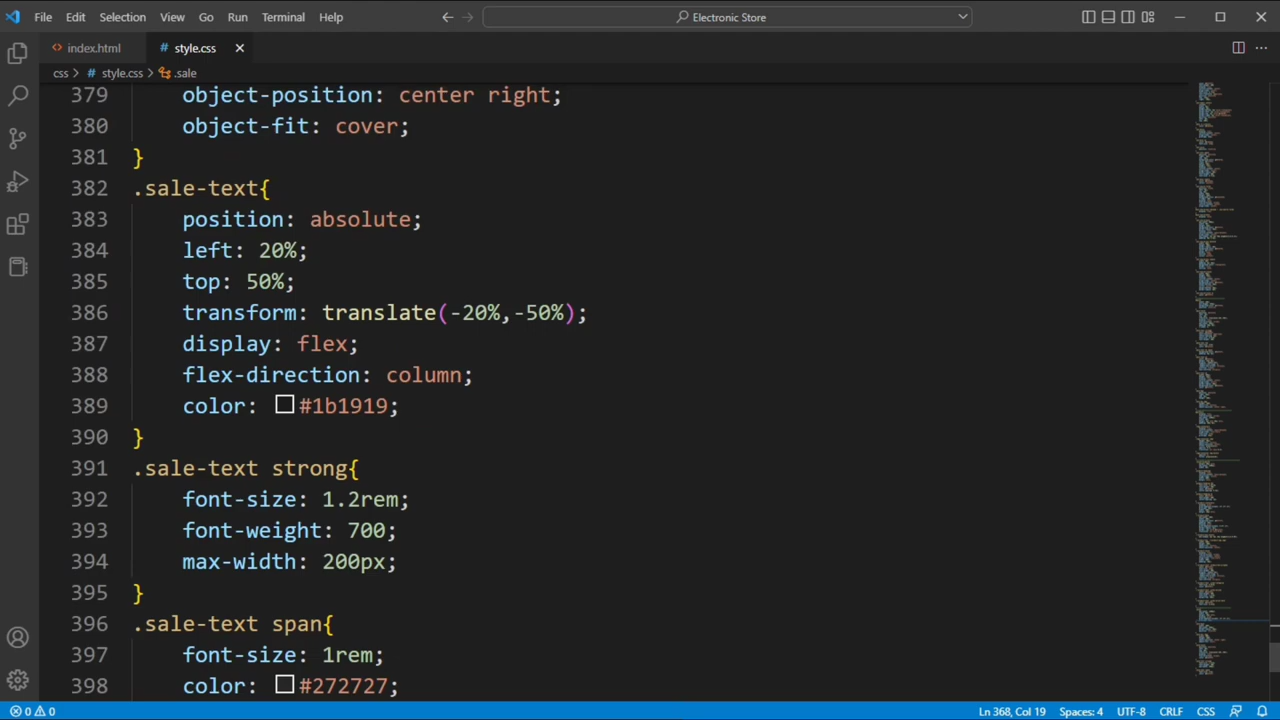 File Edit Selection View Go Run Terminal Help Electronic Store
index.html # style.css
css > # style.css > .sale
379 object-position: center right;
380 object-fit: cover;
381 }
382 .sale-text{
383 position: absolute;
384 left: 20%;
385 top: 50%;
386 transform: translate(-20%,-50%);
387 display: flex;
388 flex-direction: column;
389 color: #1b1919;
390 }
391 .sale-text strong{
392 font-size: 1.2rem;
393 font-weight: 700;
394 max-width: 200px;
395 }
396 .sale-text span{
397 font-size: 1rem;
398 color: #272727;
0 0 Ln 368, Col 19 Spaces: 4 UTF-8 CRLF CSS